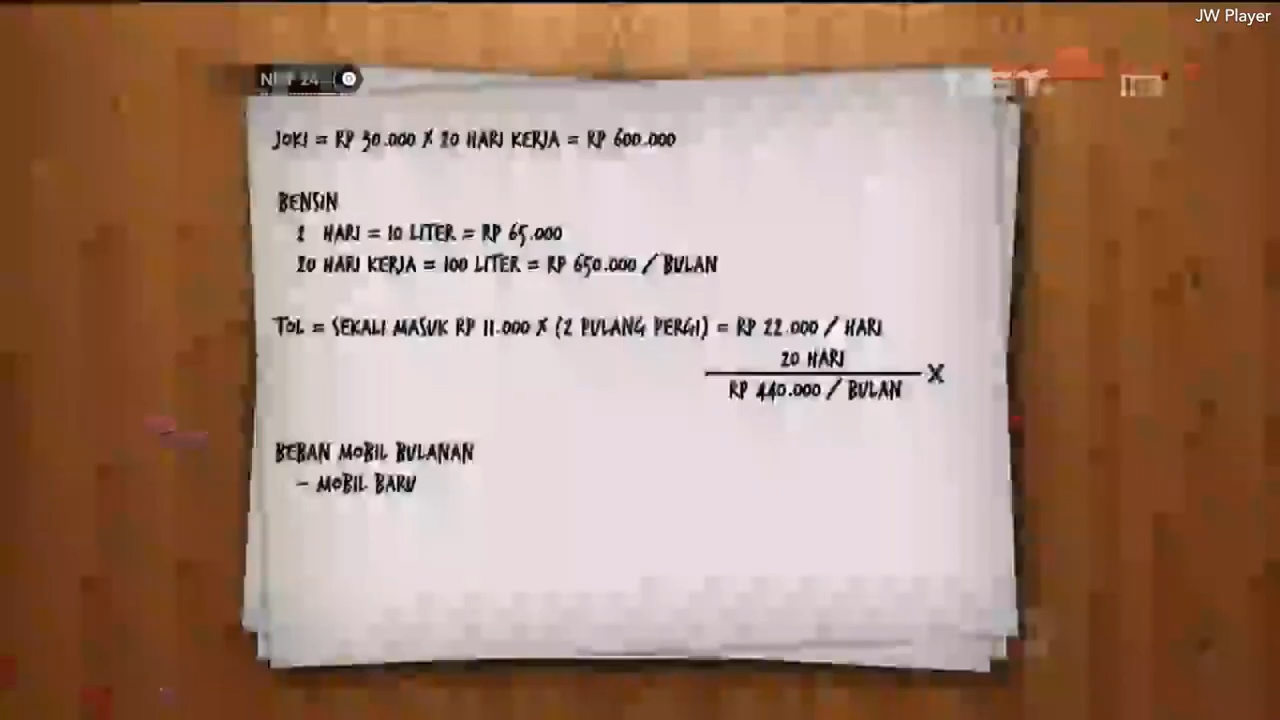 JW Player
JOKI = RP 30.000 X 20 HARI KERJA = RP 600.000
BENSIN
2 HARI = 10 LITER = RP 65.000
20 HARI KERJA = 100 LITER = RP 650.000 / BULAN
TOL = SEKALI MASUK RP 11.000 X (2 PULANG PERGI) = RP 22.000 / HARI
20 HARI
X
RP 440.000 / BULAN
BEBAN MOBIL BULANAN
- MOBIL BARU